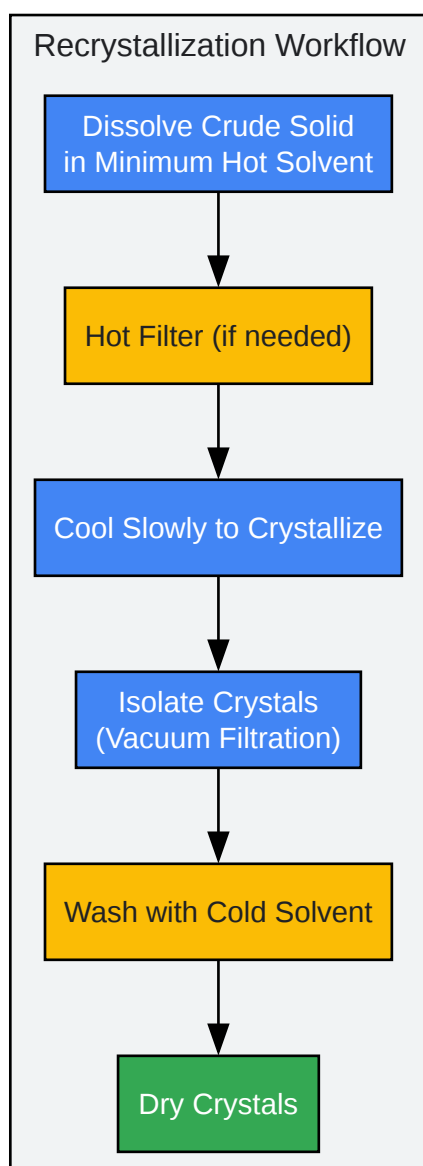 Recrystallization Workflow
Dissolve Crude Solid
in Minimum Hot Solvent
Hot Filter (if needed)
Cool Slowly to Crystallize
Isolate Crystals
(Vacuum Filtration)
Wash with Cold Solvent
Dry Crystals